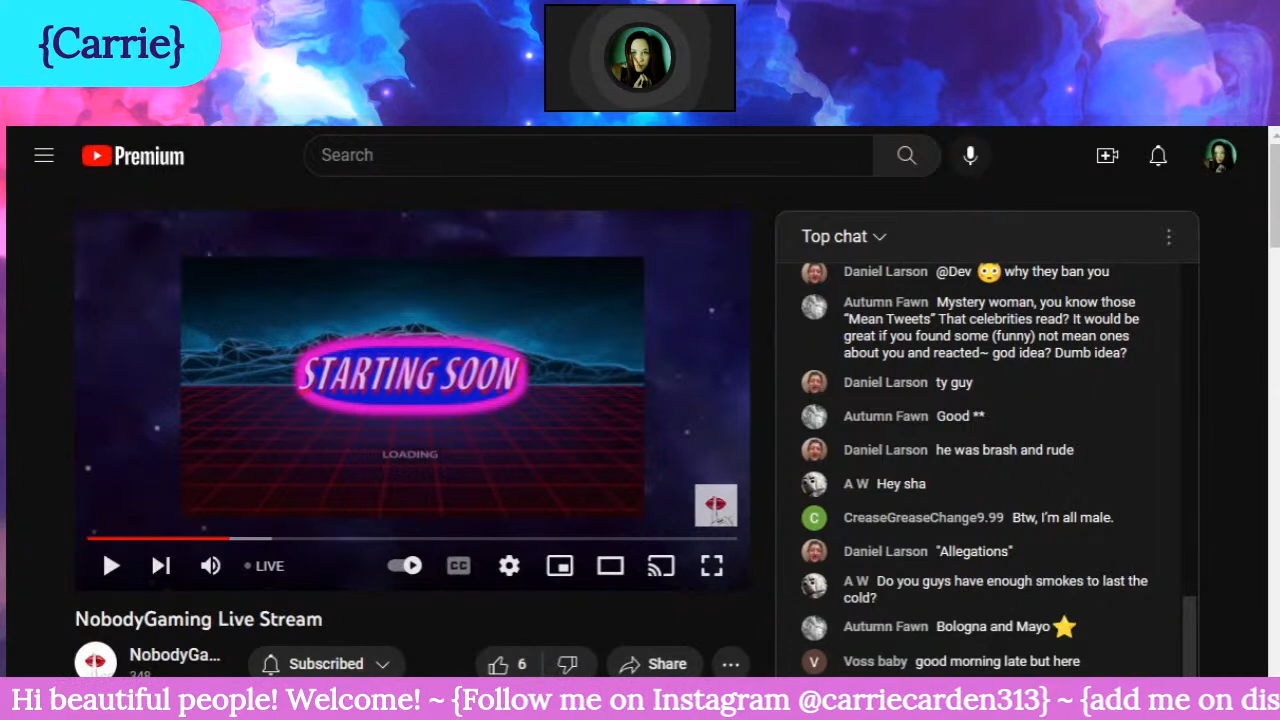 {Carrie}
Premium
Search
Top chat
Daniel Larson @Dev 😳 why they ban you
Autumn Fawn Mystery woman, you know those
“Mean Tweets” That celebrities read? It would be
great if you found some (funny) not mean ones
about you and reacted~ god idea? Dumb idea?
Daniel Larson ty guy
Autumn Fawn Good **
Daniel Larson he was brash and rude
A W Hey sha
C CreaseGreaseChange9.99 Btw, I’m all male.
Daniel Larson "Allegations"
A W Do you guys have enough smokes to last the
cold?
Autumn Fawn Bologna and Mayo ⭐
V Voss baby good morning late but here
STARTING SOON
LOADING
LIVE
CC
NobodyGaming Live Stream
NobodyGa...
348
Subscribed
6
Share
Hi beautiful people! Welcome! ~ {Follow me on Instagram @carriecarden313} ~ {add me on dis